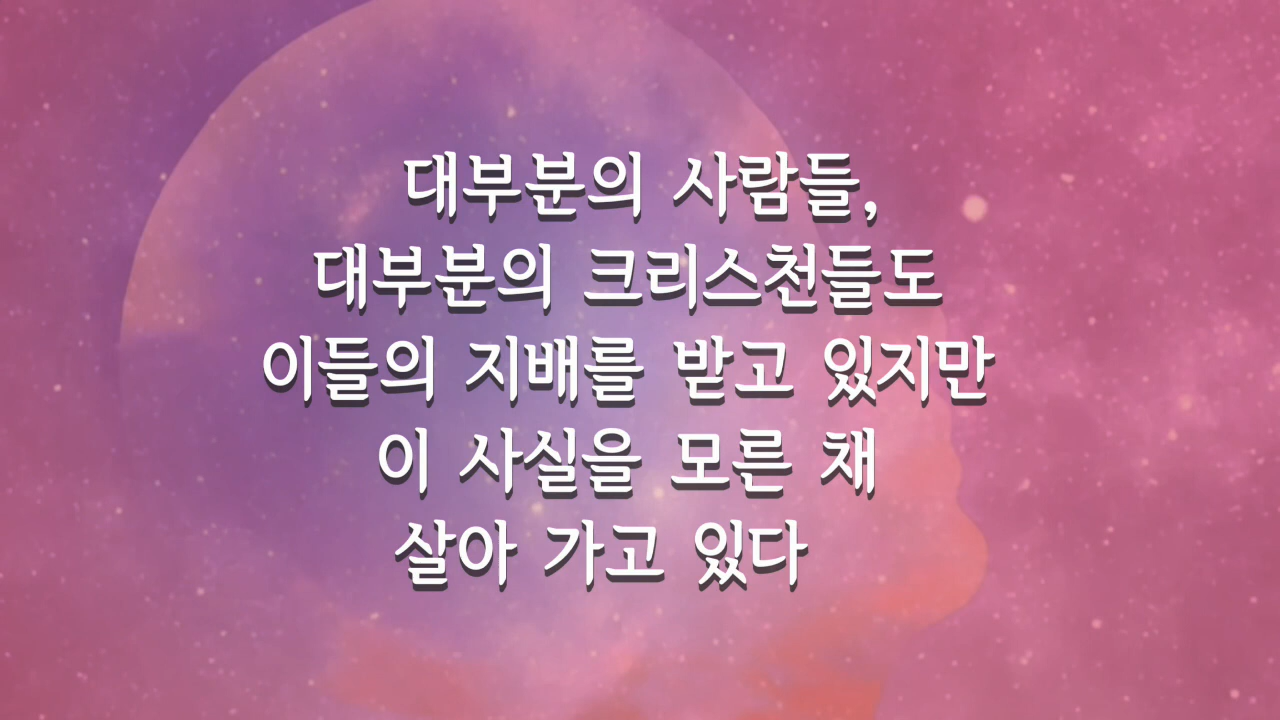 대부분의 사람들,
대부분의 크리스천들도
이들의 지배를 받고 있지만
이 사실을 모른 채
살아 가고 있다